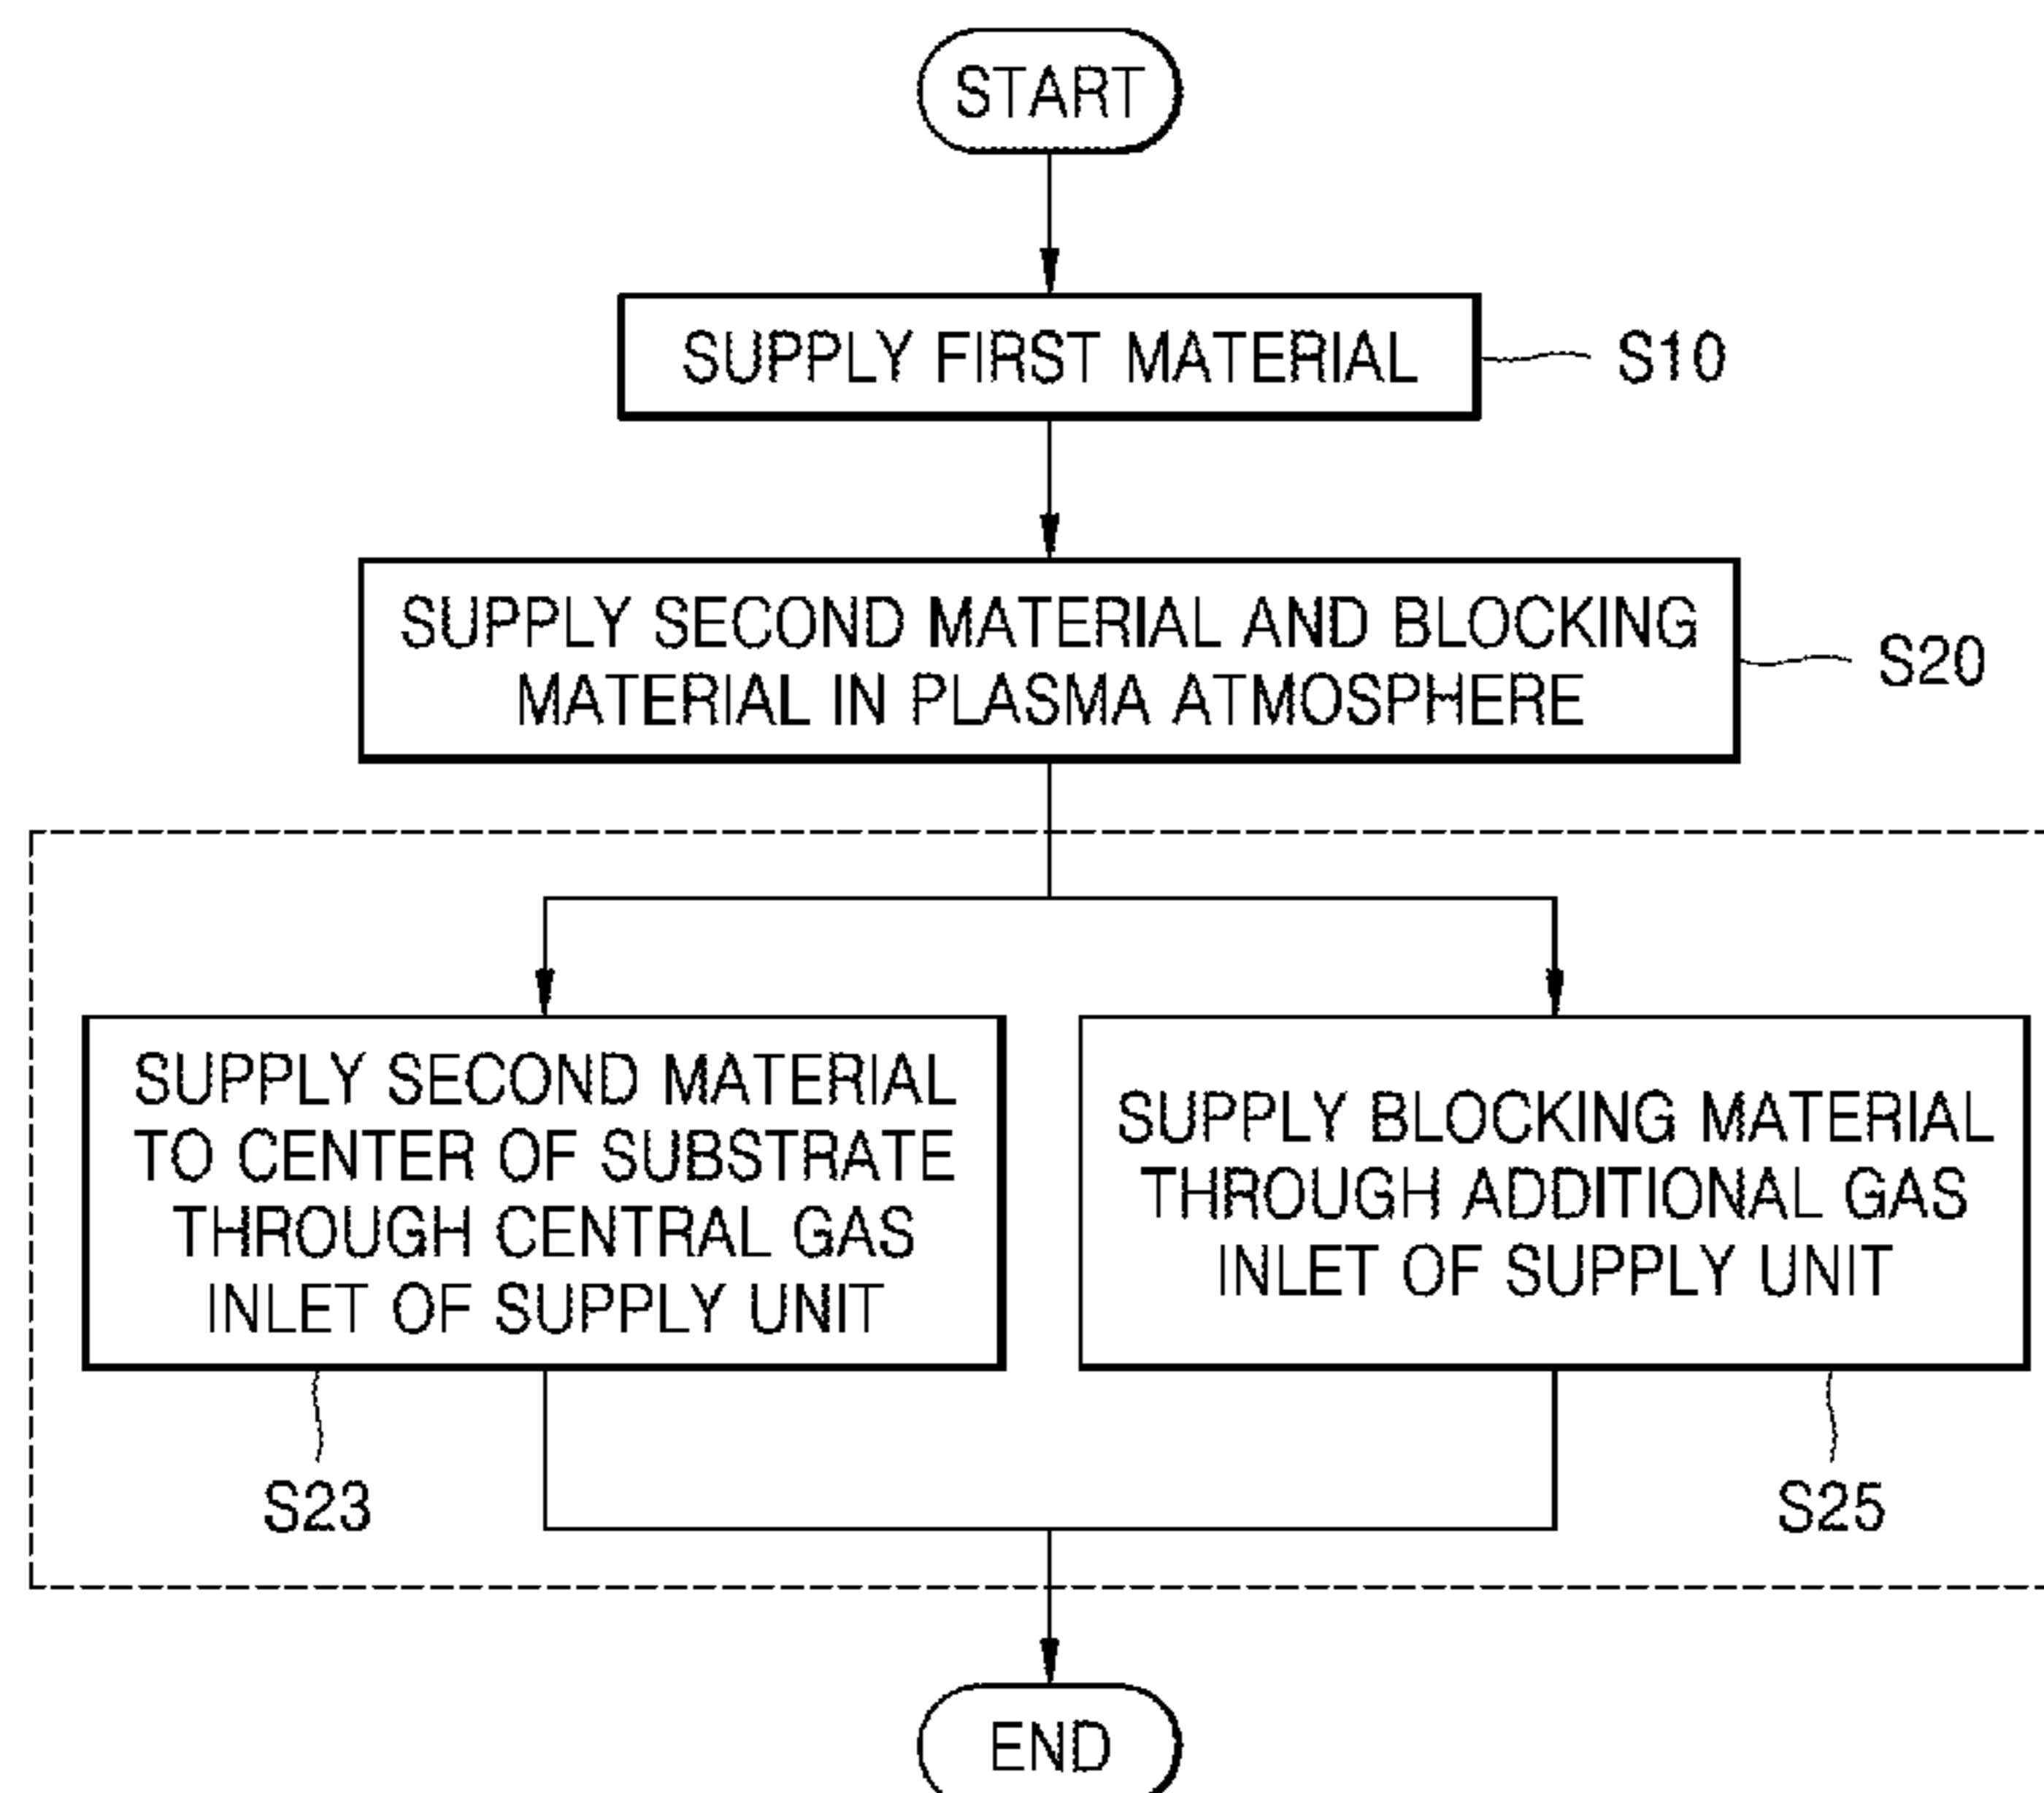 START
SUPPLY FIRST MATERIAL
S10
SUPPLY SECOND MATERIAL AND BLOCKING
MATERIAL IN PLASMA ATMOSPHERE
S20
SUPPLY SECOND MATERIAL
TO CENTER OF SUBSTRATE
THROUGH CENTRAL GAS
INLET OF SUPPLY UNIT
S23
SUPPLY BLOCKING MATERIAL
THROUGH ADDITIONAL GAS
INLET OF SUPPLY UNIT
S25
END